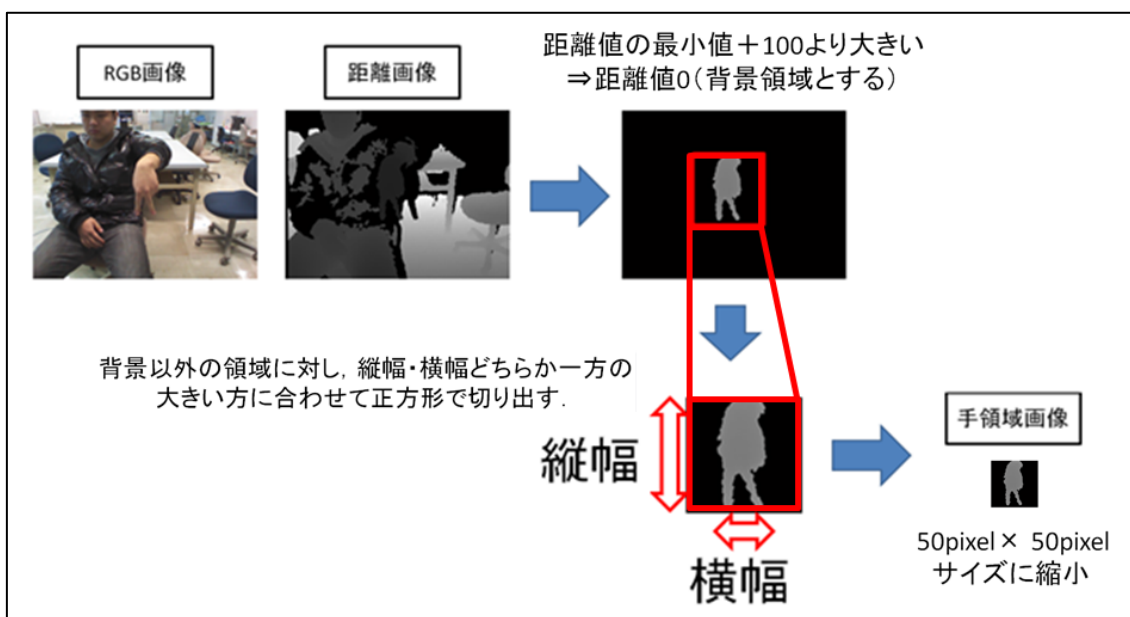 RGB画像
距離画像
距離値の最小値＋100より大きい
⇒距離値0（背景領域とする）
背景以外の領域に対し，縦幅・横幅どちらか一方の
大きい方に合わせて正方形で切り出す．
縦幅
横幅
手領域画像
50pixel× 50pixel
サイズに縮小